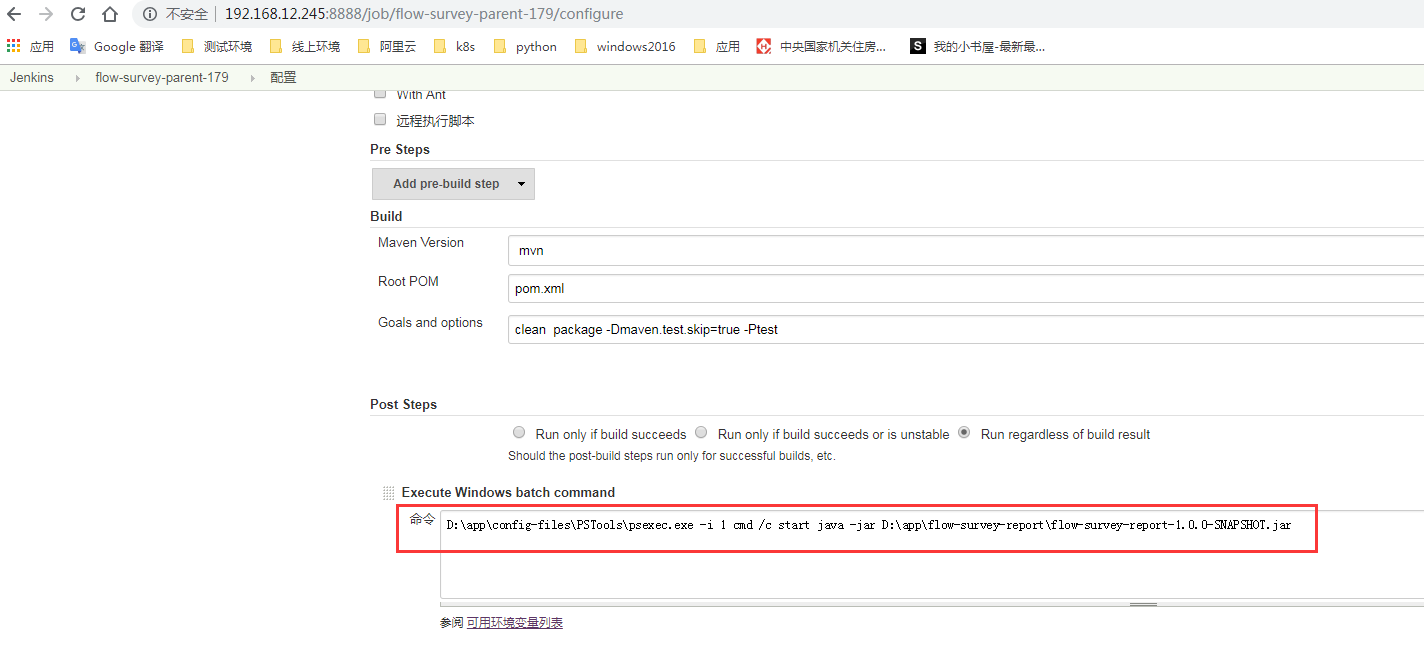 不安全 192.168.12.245:8888/job/flow-survey-parent-179/configure
应用 Google 翻译 测试环境 线上环境 阿里云 k8s python windows2016 应用 中央国家机关住房... S 我的小书屋-最新最...
Jenkins flow-survey-parent-179 配置
With Ant
远程执行脚本
Pre Steps
Add pre-build step
Build
Maven Version mvn
Root POM pom.xml
Goals and options clean package -Dmaven.test.skip=true -Ptest
Post Steps
Run only if build succeeds Run only if build succeeds or is unstable Run regardless of build result
Should the post-build steps run only for successful builds, etc.
Execute Windows batch command
命令 D:\app\config-files\PSTools\psexec.exe -i 1 cmd /c start java -jar D:\app\flow-survey-report\flow-survey-report-1.0.0-SNAPSHOT.jar
参阅 可用环境变量列表